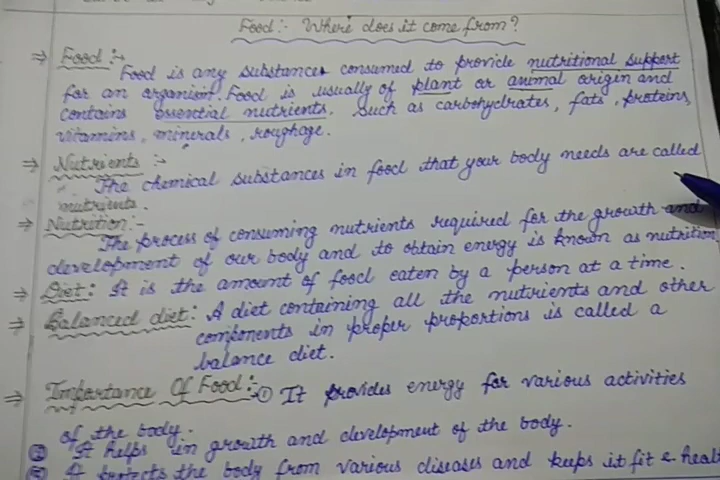 Food:- Where does it come from?
⇒ Food:-
Food is any substance consumed to provide nutritional support
for an organism. Food is usually of plant or animal origin and
contains essential nutrients. Such as carbohydrates, fats, proteins,
vitamins, minerals, roughage.
⇒ Nutrients:-
The chemical substances in food that your body needs are called
nutrients.
⇒ Nutrition:-
The process of consuming nutrients required for the growth and
development of our body and to obtain energy is known as nutrition
⇒ Diet: It is the amount of food eaten by a person at a time.
⇒ Balanced diet: A diet containing all the nutrients and other
components in proper proportions is called a
balance diet.
⇒ Importance Of Food:- ① It provides energy for various activities
of the body.
② It helps in growth and development of the body.
It protects the body from various diseases and keeps it fit &